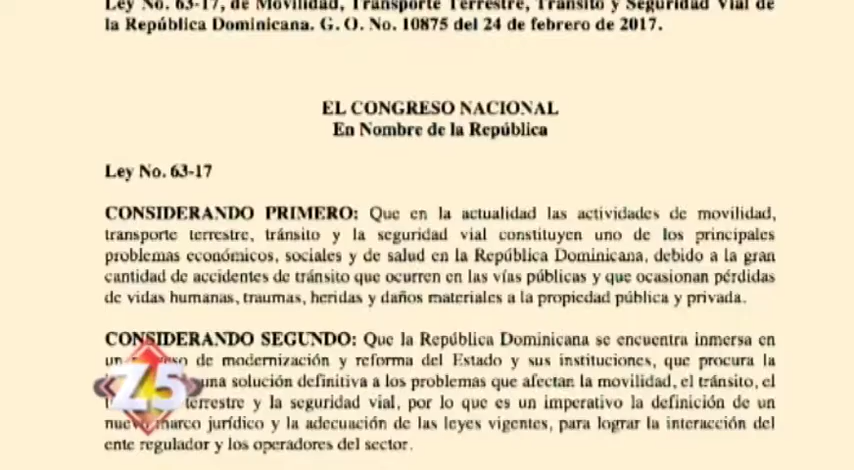 Ley No. 63-17, de Movilidad, Transporte Terrestre, Tránsito y Seguridad Vial de
la República Dominicana. G. O. No. 10875 del 24 de febrero de 2017.
EL CONGRESO NACIONAL
En Nombre de la República
Ley No. 63-17
CONSIDERANDO PRIMERO: Que en la actualidad las actividades de movilidad,
transporte terrestre, tránsito y la seguridad vial constituyen uno de los principales
problemas económicos, sociales y de salud en la República Dominicana, debido a la gran
cantidad de accidentes de tránsito que ocurren en las vías públicas y que ocasionan pérdidas
de vidas humanas, traumas, heridas y daños materiales a la propiedad pública y privada.
CONSIDERANDO SEGUNDO: Que la República Dominicana se encuentra inmersa en
un de modernización y reforma del Estado y sus instituciones, que procura la
Z5 una solución definitiva a los problemas que afectan la movilidad, el tránsito, el
terrestre y la seguridad vial, por lo que es un imperativo la definición de un
nuevo marco jurídico y la adecuación de las leyes vigentes, para lograr la interacción del
ente regulador y los operadores del sector.